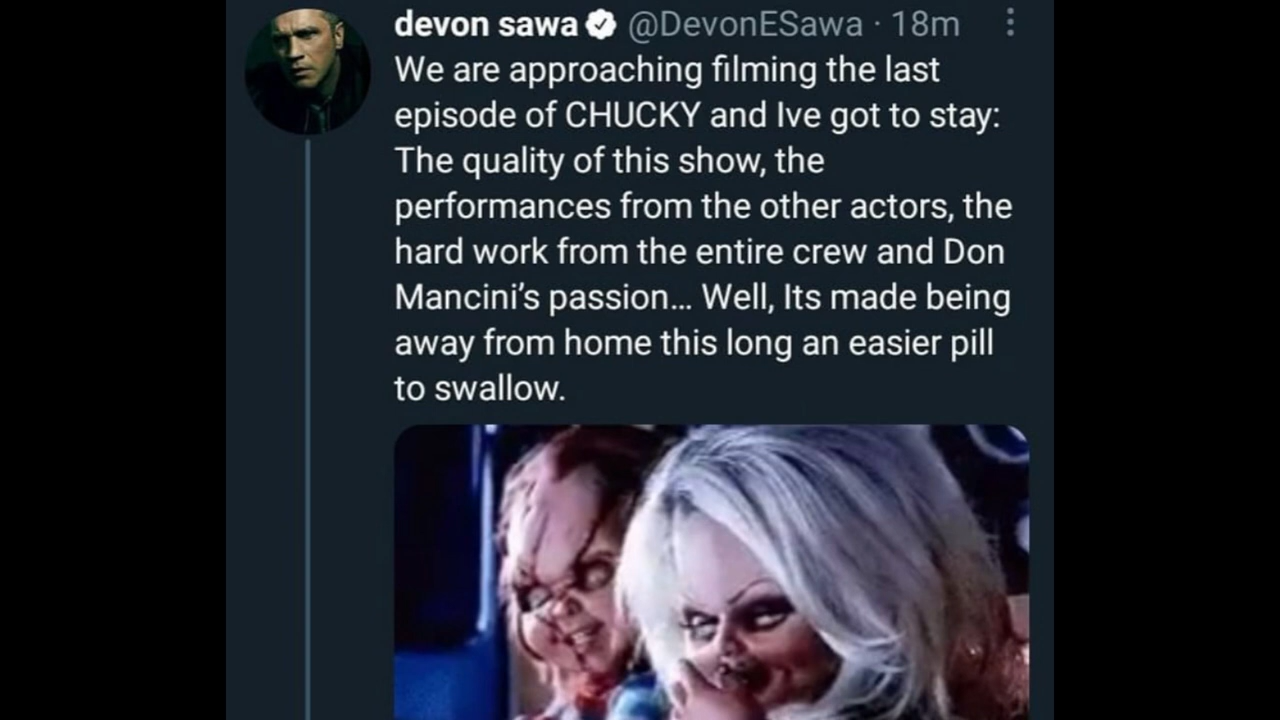 devon sawa @DevonESawa · 18m
We are approaching filming the last
episode of CHUCKY and Ive got to stay:
The quality of this show, the
performances from the other actors, the
hard work from the entire crew and Don
Mancini’s passion... Well, Its made being
away from home this long an easier pill
to swallow.